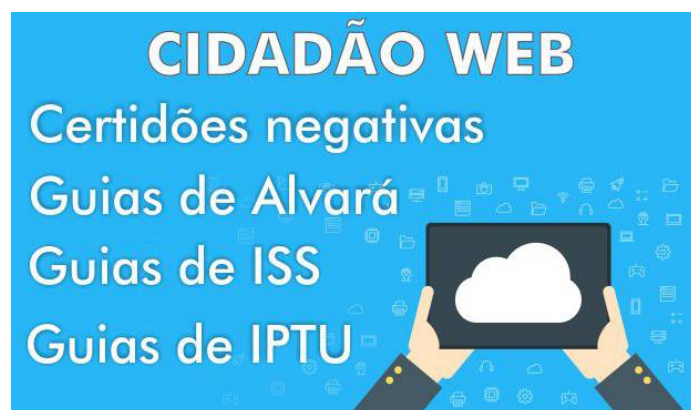 CIDADÃO WEB
Certidões negativas
Guias de Alvará
Guias de ISS
Guias de IPTU